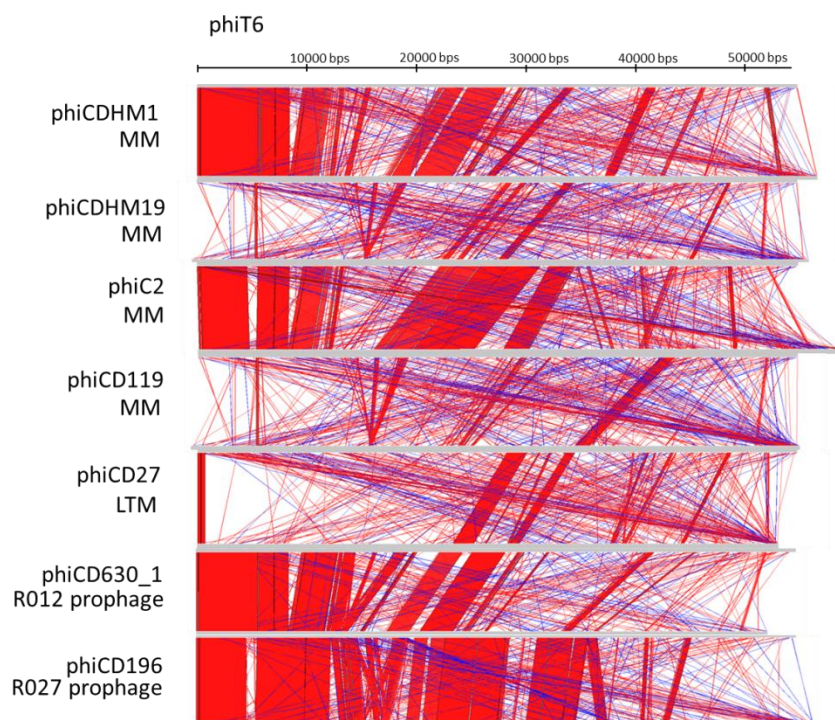 phiT6
10000 bps
20000 bps
30000 bps
40000 bps
50000 bps
phiCDHM1
MM
phiCDHM19
MM
phiC2
MM
phiCD119
MM
phiCD27
LTM
phiCD630_1
R012 prophage
phiCD196
R027 prophage